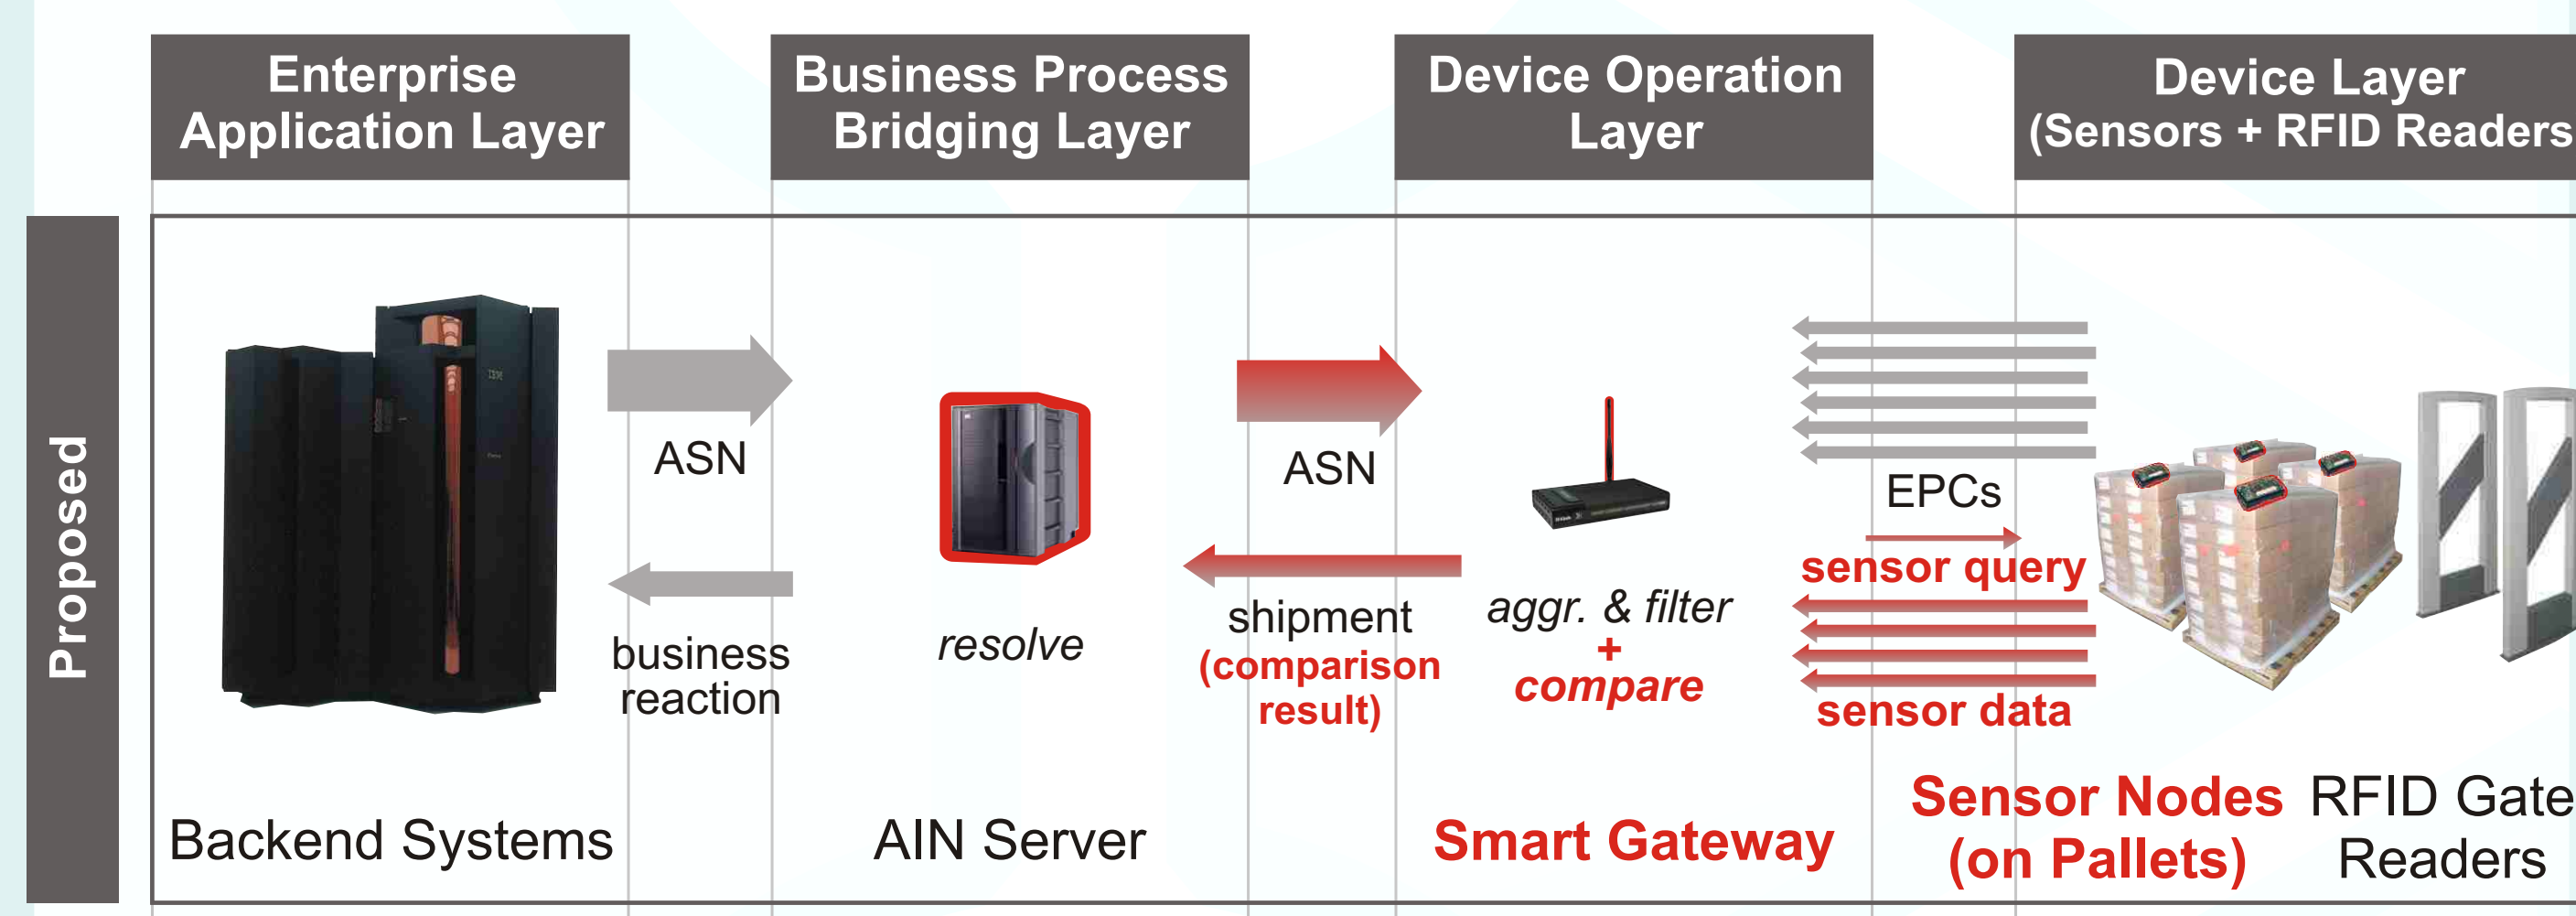 Enterprise
Application Layer
Business Process
Bridging Layer
Device Operation
Layer
Device Layer
(Sensors + RFID Readers
Proposed
ASN
ASN
EPCs
sensor query
sensor data
business
reaction
resolve
shipment
(comparison
result)
aggr. & filter
+
compare
Backend Systems
AIN Server
Smart Gateway
Sensor Nodes
(on Pallets)
RFID Gate
Readers
IBM